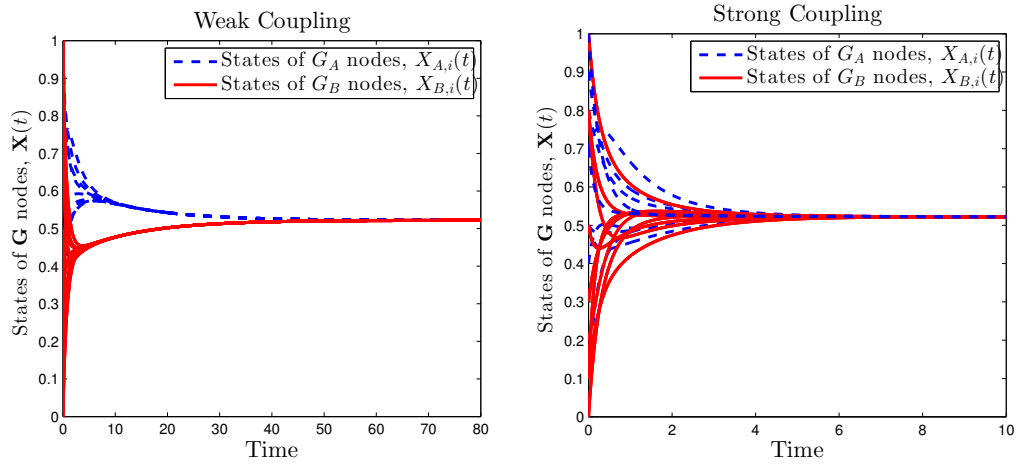 Weak Coupling
States of G nodes, X(t)
1
0.9
0.8
0.7
0.6
0.5
0.4
0.3
0.2
0.1
0
States of G_A nodes, X_{A,i}(t)
States of G_B nodes, X_{B,i}(t)
0 10 20 30 40 50 60 70 80
Time
Strong Coupling
States of G nodes, X(t)
1
0.9
0.8
0.7
0.6
0.5
0.4
0.3
0.2
0.1
0
States of G_A nodes, X_{A,i}(t)
States of G_B nodes, X_{B,i}(t)
0 2 4 6 8 10
Time